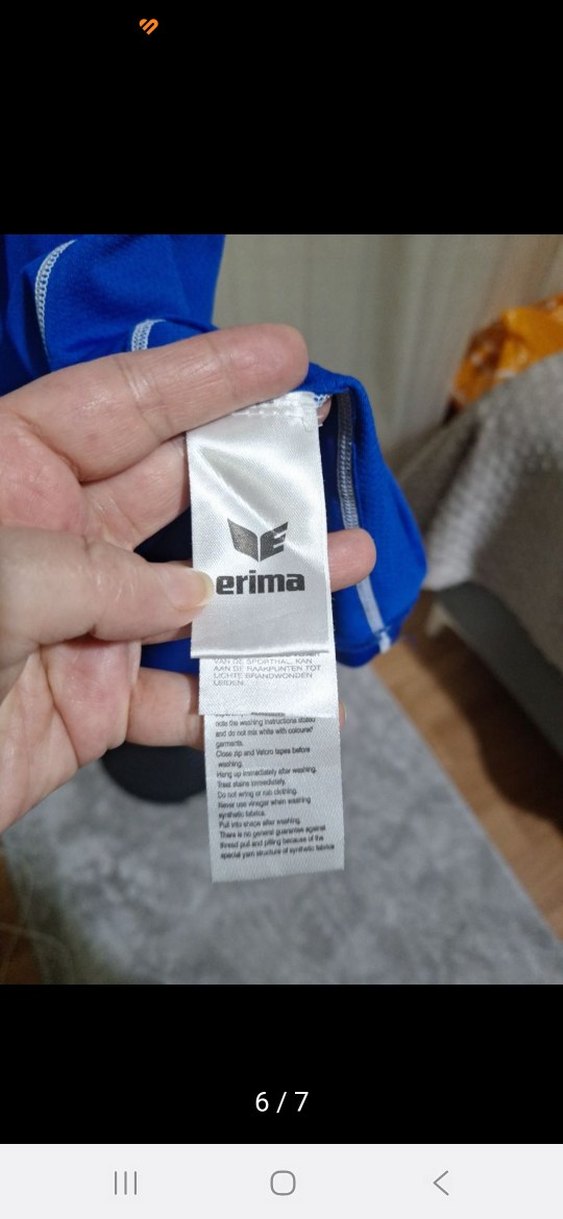 erima
VAN DE SPORTHAL, KAN
AAN DE RAAKPUNTEN TOT
LICHTE BRANDWONDEN
LEIDEN.
note the washing instructions stated
and do not mix white with coloured
garments.
Close zip and Velcro tapes before
washing.
Hang up immediately after washing.
Treat stains immediately.
Do not wring or rub clothing.
Never use vinegar when washing
synthetic fabrics.
Pull into shape after washing.
There is no general guarantee against
thread pull and pilling because of the
special yarn structure of synthetic fabrics
6 / 7